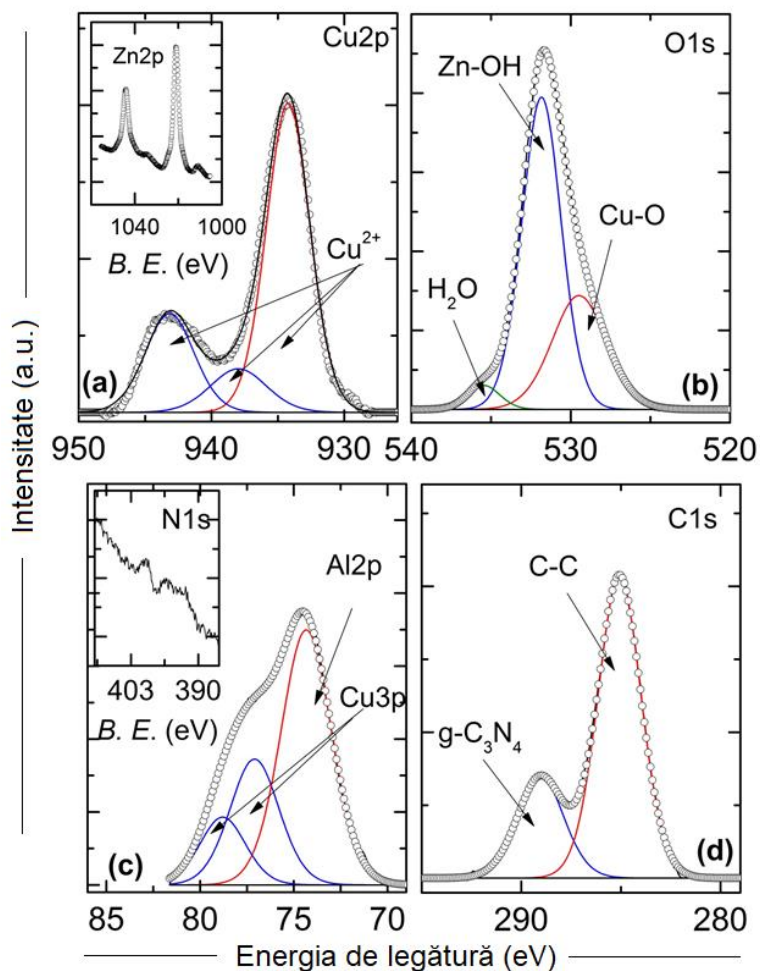 Zn2p
Cu2p
1040 1000
B. E. (eV)
Cu²⁺
(a)
950 940 930
O1s
Zn-OH
Cu-O
H₂O
(b)
540 530 520
N1s
403 390
B. E. (eV)
Al2p
Cu3p
(c)
85 80 75 70
C1s
C-C
g-C₃N₄
(d)
290 285 280
Intensitate (a.u.)
Energia de legătură (eV)